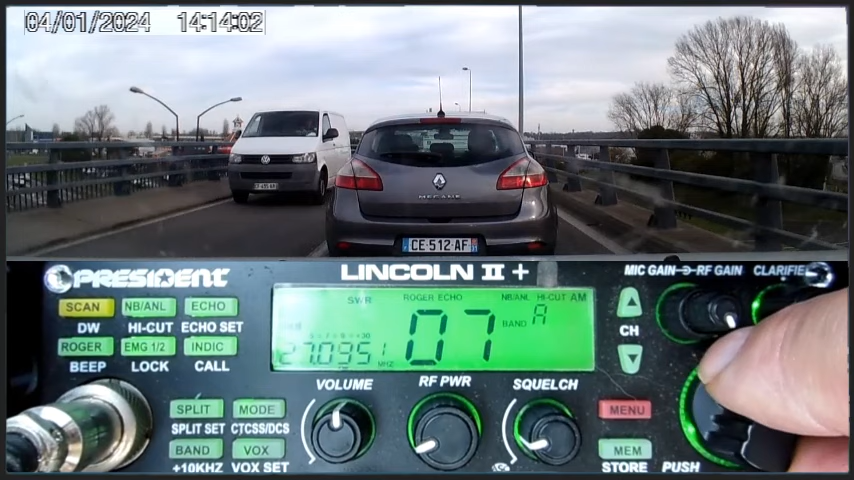 04/01/2024 14:14:02
MEGANE
CE-512-AF
PRESIDENT
LINCOLN II +
MIC GAIN RF GAIN CLARIFIE
SCAN NB/ANL ECHO
DW HI-CUT ECHO SET
ROGER EMG 1/2 INDIC
BEEP LOCK CALL
SWR ROGER ECHO NB/ANL HI-CUT AM
07 BAND A
27.0951 MHZ
CH
VOLUME RF PWR SQUELCH
SPLIT MODE
SPLIT SET CTCSS/DCS
BAND VOX
+10KHZ VOX SET
MENU
MEM
STORE PUSH